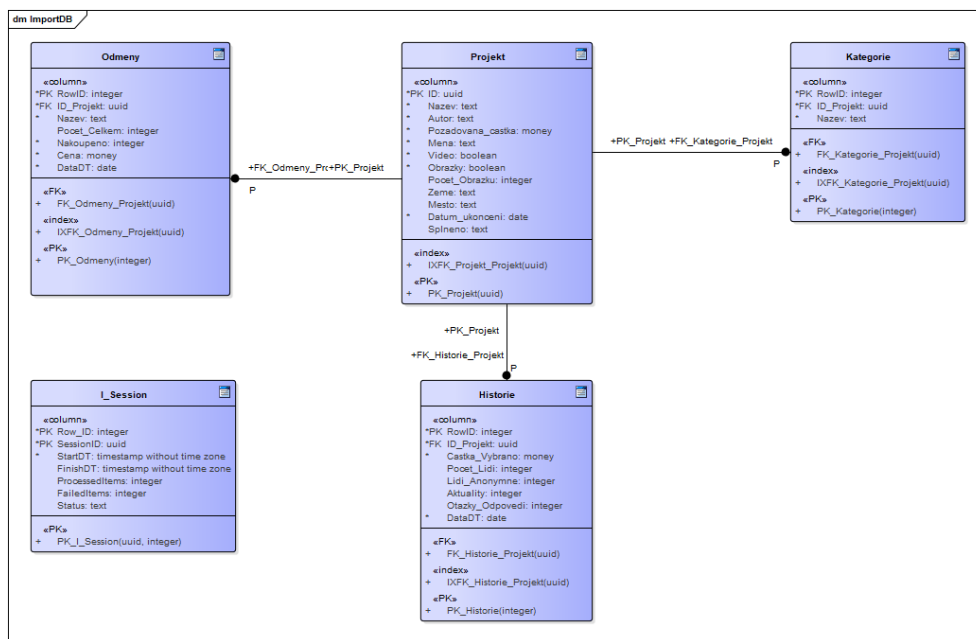 dm ImportDB
Odmeny
«column»
*PK RowID: integer
*FK ID_Projekt: uuid
* Nazev: text
Pocet_Celkem: integer
* Nakoupeno: integer
* Cena: money
* DataDT: date
«FK»
+ FK_Odmeny_Projekt(uuid)
«index»
+ IXFK_Odmeny_Projekt(uuid)
«PK»
+ PK_Odmeny(integer)
+FK_Odmeny_Pro+PK_Projekt
P
Projekt
«column»
*PK ID: uuid
* Nazev: text
* Autor: text
* Pozadovana_castka: money
* Mena: text
* Video: boolean
* Obrazky: boolean
Pocet_Obrazku: integer
Zeme: text
Mesto: text
* Datum_ukonceni: date
Splneno: text
«index»
+ IXFK_Projekt_Projekt(uuid)
«PK»
+ PK_Projekt(uuid)
+PK_Projekt +FK_Kategorie_Projekt
P
Kategorie
«column»
*PK RowID: integer
*FK ID_Projekt: uuid
* Nazev: text
«FK»
+ FK_Kategorie_Projekt(uuid)
«index»
+ IXFK_Kategorie_Projekt(uuid)
«PK»
+ PK_Kategorie(integer)
+PK_Projekt
+FK_Historie_Projekt
P
I_Session
«column»
*PK Row_ID: integer
*PK SessionID: uuid
* StartDT: timestamp without time zone
FinishDT: timestamp without time zone
ProcessedItems: integer
FailedItems: integer
Status: text
«PK»
+ PK_I_Session(uuid, integer)
Historie
«column»
*PK RowID: integer
*FK ID_Projekt: uuid
* Castka_Vybrano: money
Pocet_Lidi: integer
Lidi_Anonymne: integer
Aktuality: integer
Otazky_Odpovedi: integer
* DataDT: date
«FK»
+ FK_Historie_Projekt(uuid)
«index»
+ IXFK_Historie_Projekt(uuid)
«PK»
+ PK_Historie(integer)